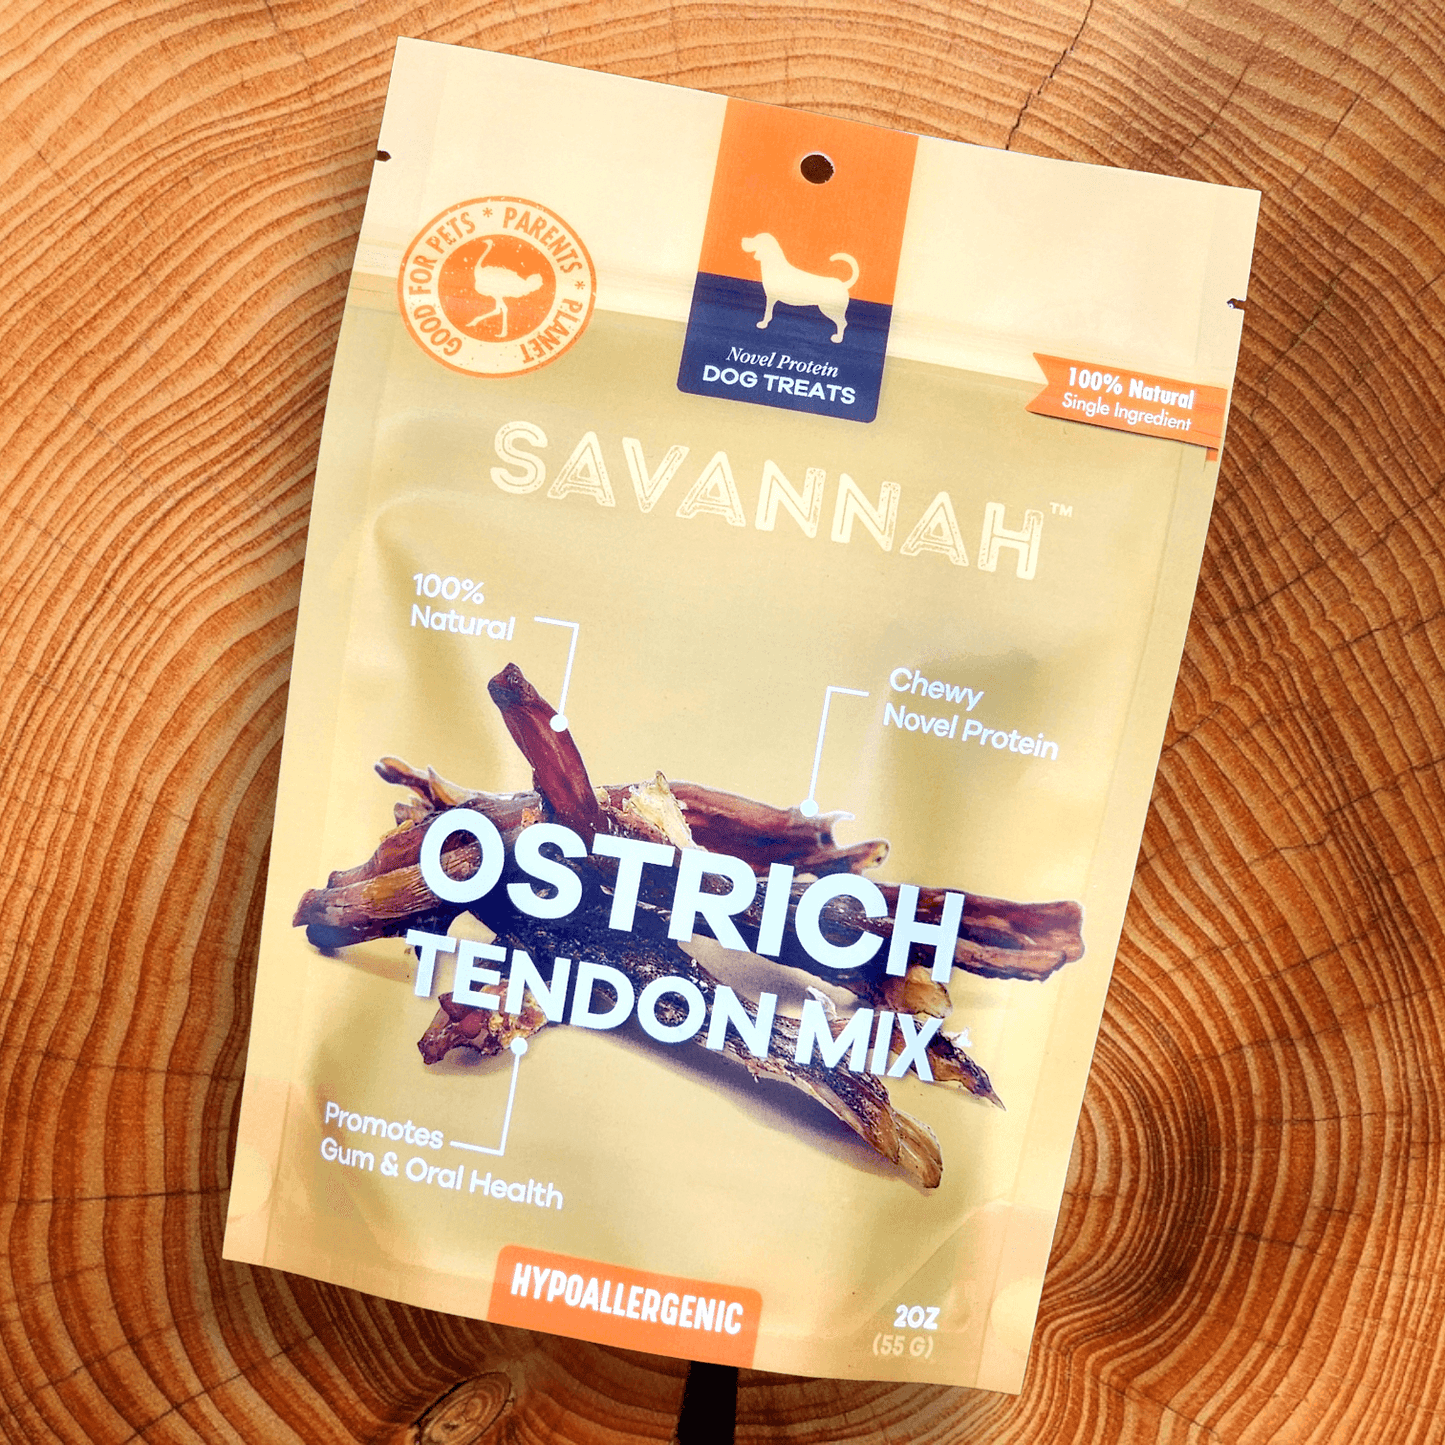 GOOD FOR PETS * PARENTS * PLANET
Novel Protein
DOG TREATS
100% Natural
Single Ingredient
SAVANNAH™
100%
Natural
Chewy
Novel Protein
OSTRICH
TENDON MIX
Promotes
Gum & Oral Health
HYPOALLERGENIC
2OZ
(55 G)